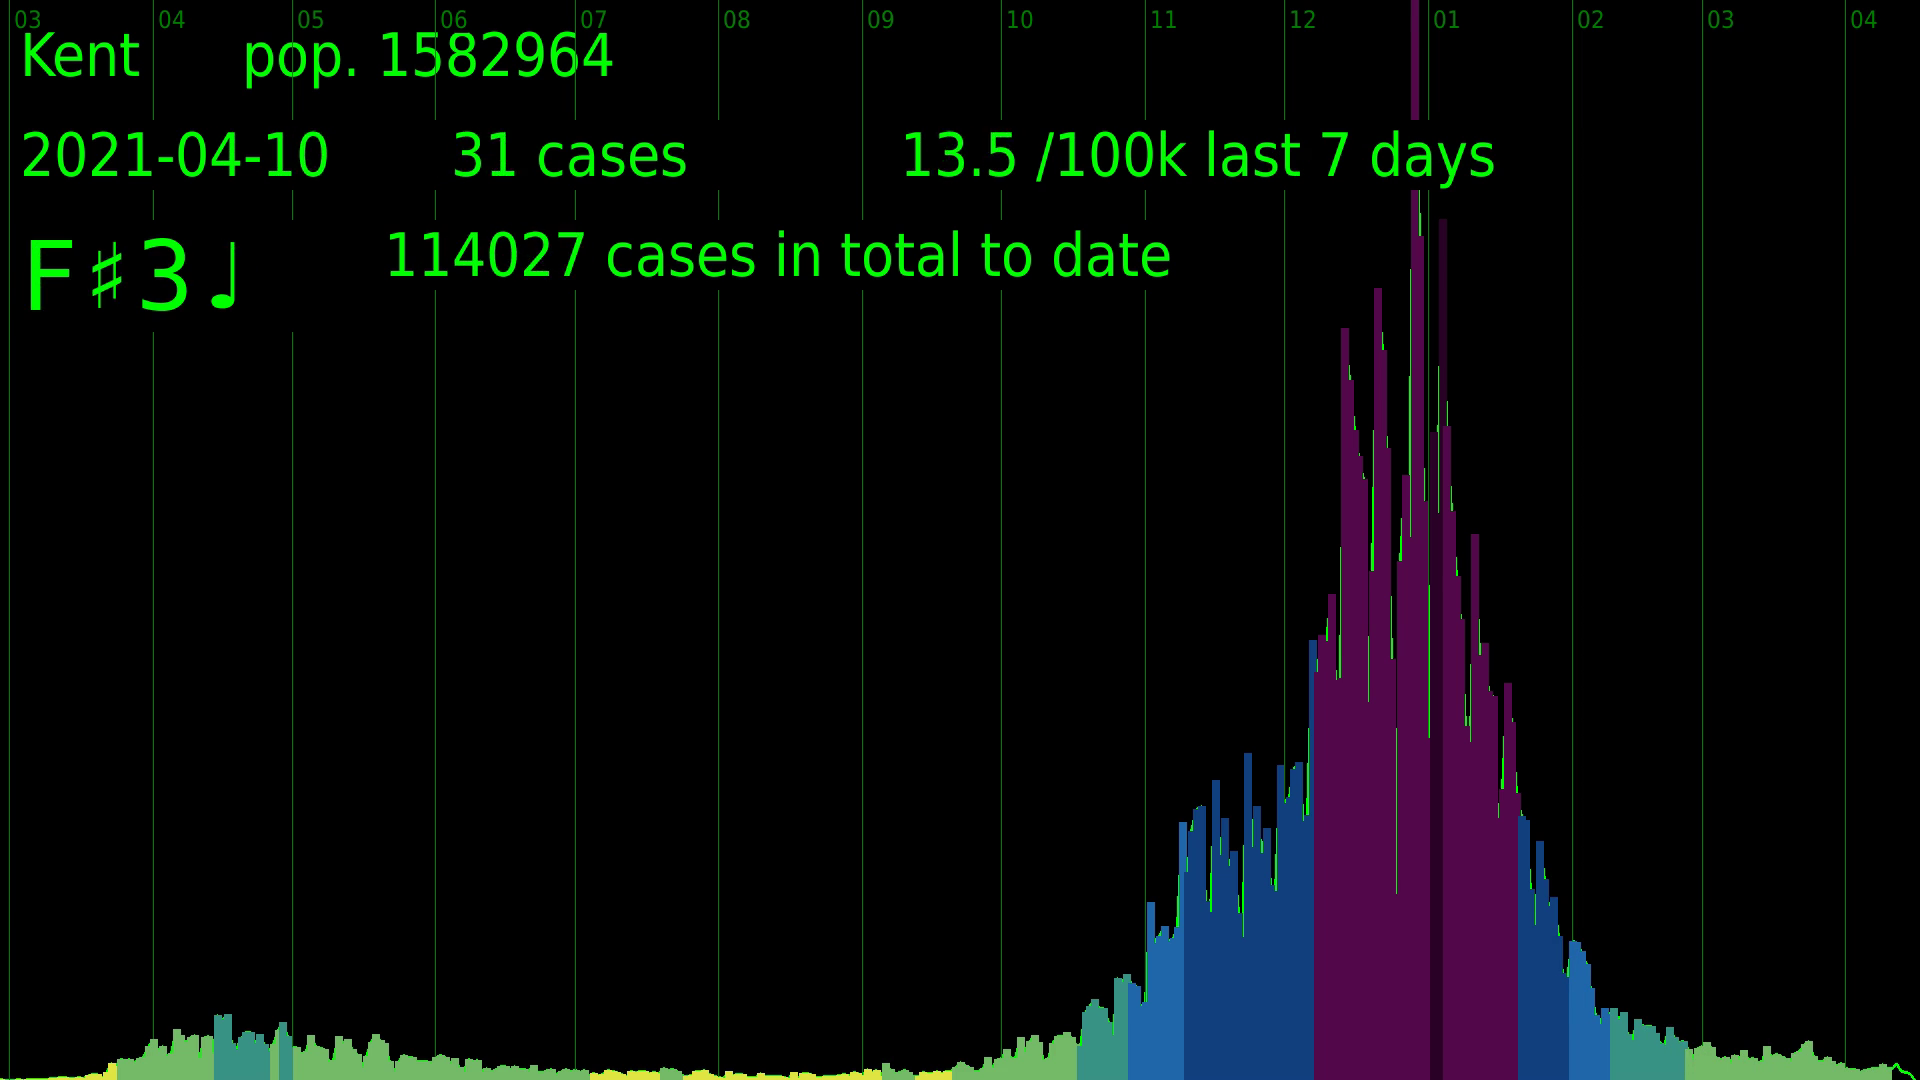 03 04 05 06 07 08 09 10 11 12 01 02 03 04
Kent pop. 1582964
2021-04-10 31 cases 13.5 /100k last 7 days
F♯3♩ 114027 cases in total to date